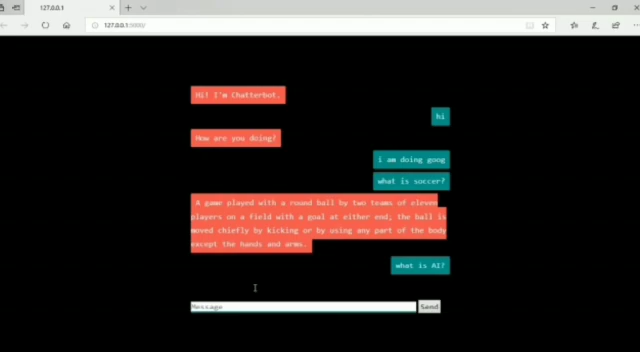 127.0.0.1
127.0.0.1:5000/
Hi! I'm Chatterbot.
hi
How are you doing?
i am doing goog
what is soccer?
A game played with a round ball by two teams of eleven
players on a field with a goal at either end; the ball is
moved chiefly by kicking or by using any part of the body
except the hands and arms.
what is AI?
Message
Send